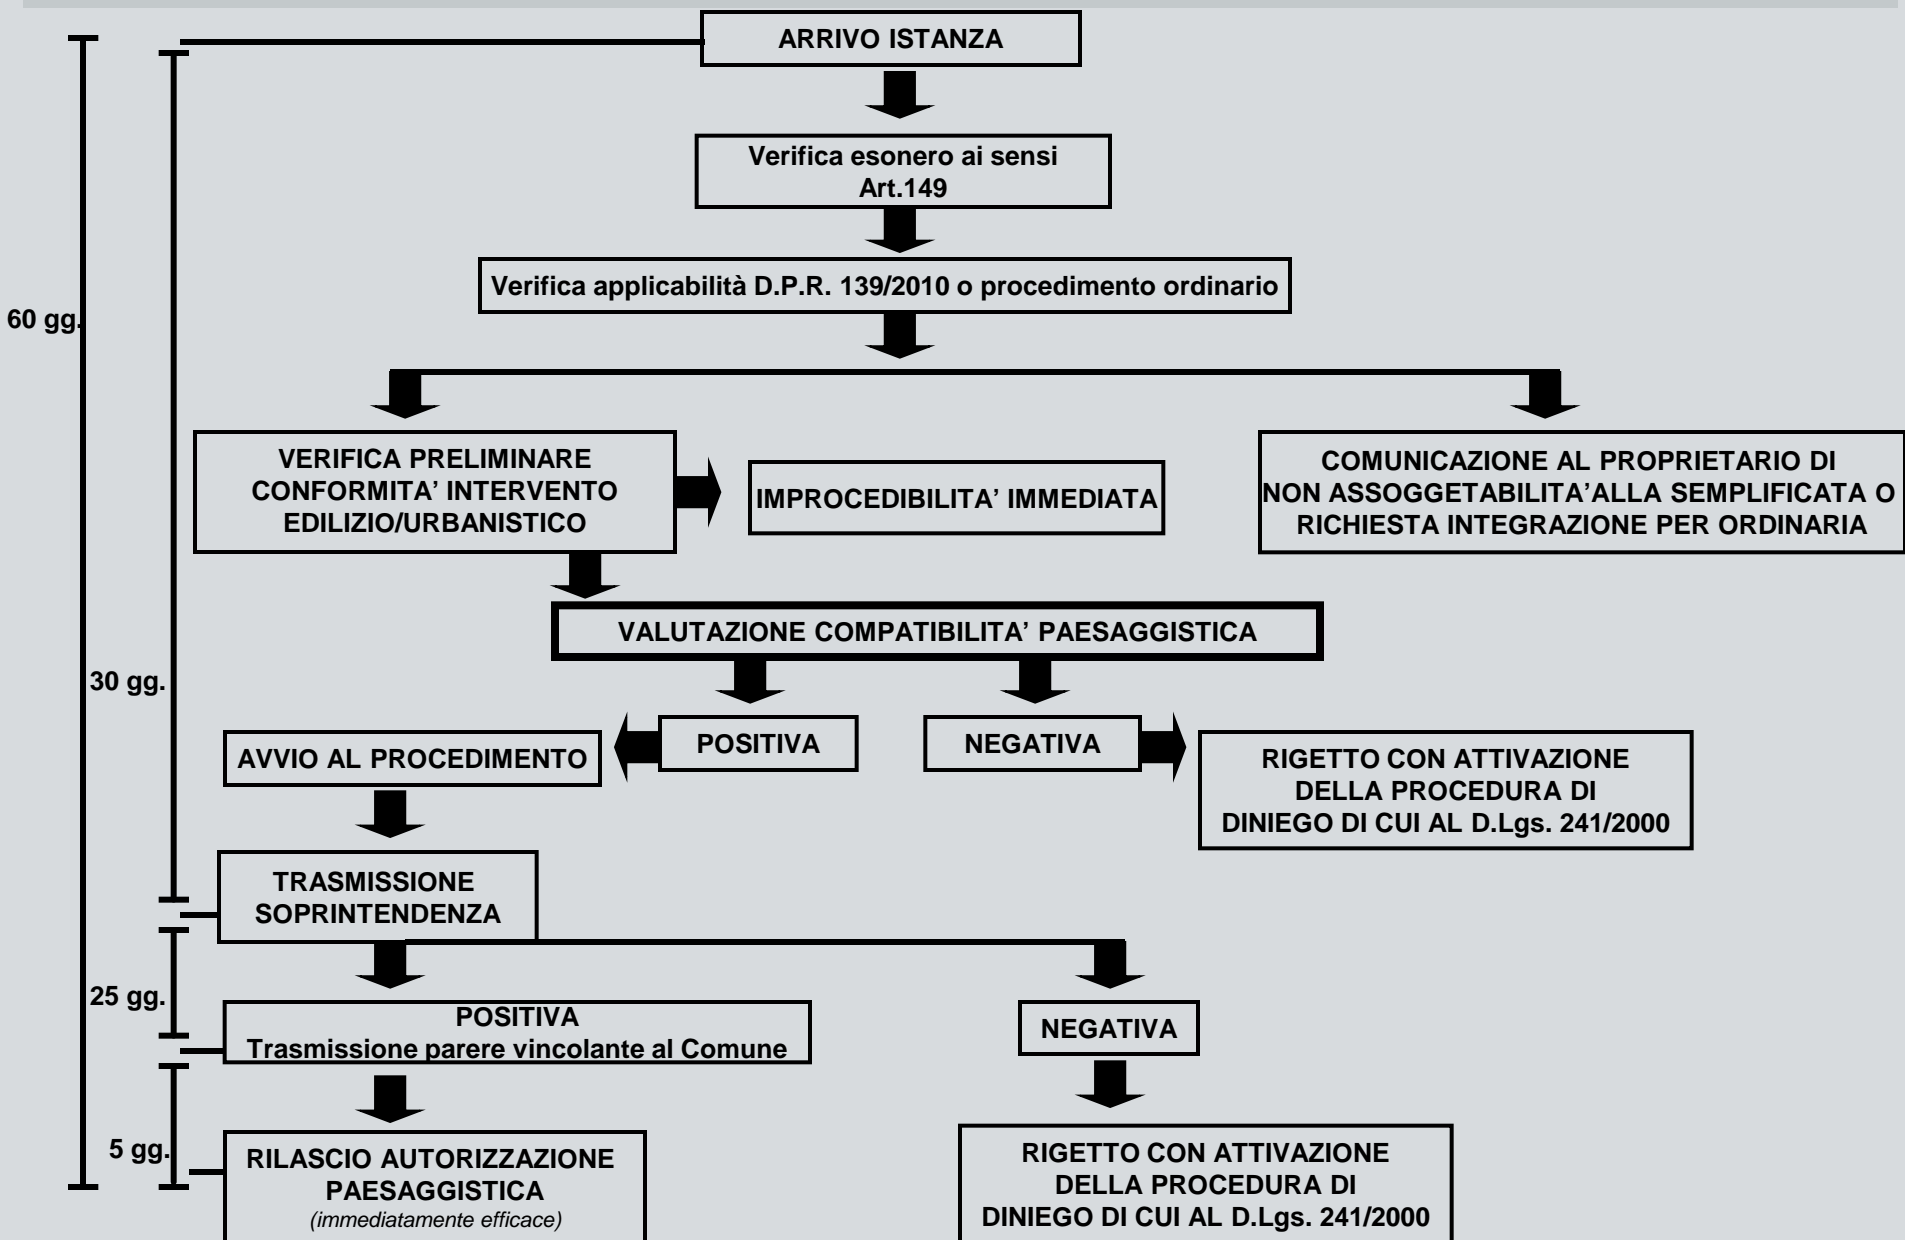 ARRIVO ISTANZA
Verifica esonero ai sensi
Art.149
Verifica applicabilità D.P.R. 139/2010 o procedimento ordinario
60 gg.
VERIFICA PRELIMINARE
CONFORMITA’ INTERVENTO
EDILIZIO/URBANISTICO
IMPROCEDIBILITA’ IMMEDIATA
COMUNICAZIONE AL PROPRIETARIO DI
NON ASSOGGETABILITA’ALLA SEMPLIFICATA O
RICHIESTA INTEGRAZIONE PER ORDINARIA
VALUTAZIONE COMPATIBILITA’ PAESAGGISTICA
30 gg.
AVVIO AL PROCEDIMENTO
POSITIVA
NEGATIVA
RIGETTO CON ATTIVAZIONE
DELLA PROCEDURA DI
DINIEGO DI CUI AL D.Lgs. 241/2000
TRASMISSIONE
SOPRINTENDENZA
25 gg.
POSITIVA
Trasmissione parere vincolante al Comune
NEGATIVA
5 gg.
RILASCIO AUTORIZZAZIONE
PAESAGGISTICA
(immediatamente efficace)
RIGETTO CON ATTIVAZIONE
DELLA PROCEDURA DI
DINIEGO DI CUI AL D.Lgs. 241/2000